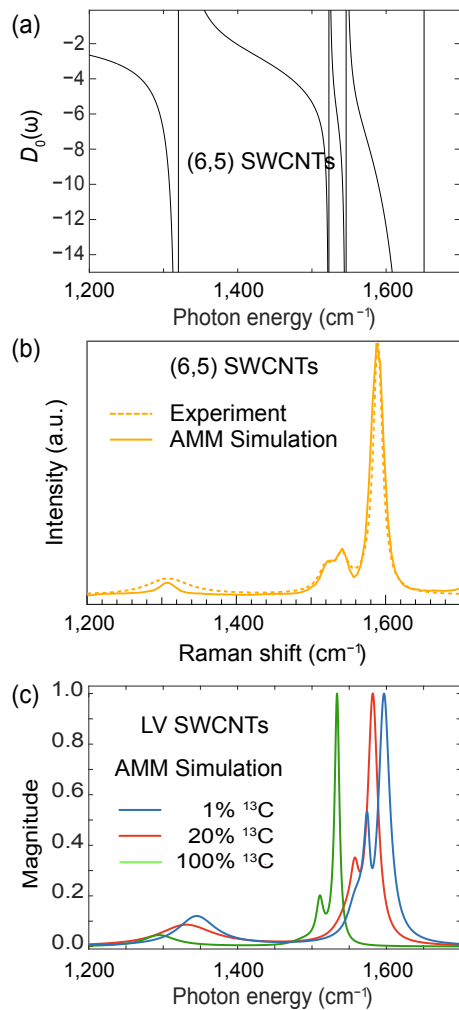 (a)
−2
−4
−6
−8
−10
−12
−14
D₀(ω)
(6,5) SWCNTs
1,200 1,400 1,600
Photon energy (cm⁻¹)
(b)
(6,5) SWCNTs
Experiment
AMM Simulation
Intensity (a.u.)
1,200 1,400 1,600
Raman shift (cm⁻¹)
(c)
1.0
0.8
0.6
0.4
0.2
0.0
Magnitude
LV SWCNTs
AMM Simulation
1% ¹³C
20% ¹³C
100% ¹³C
1,200 1,400 1,600
Photon energy (cm⁻¹)